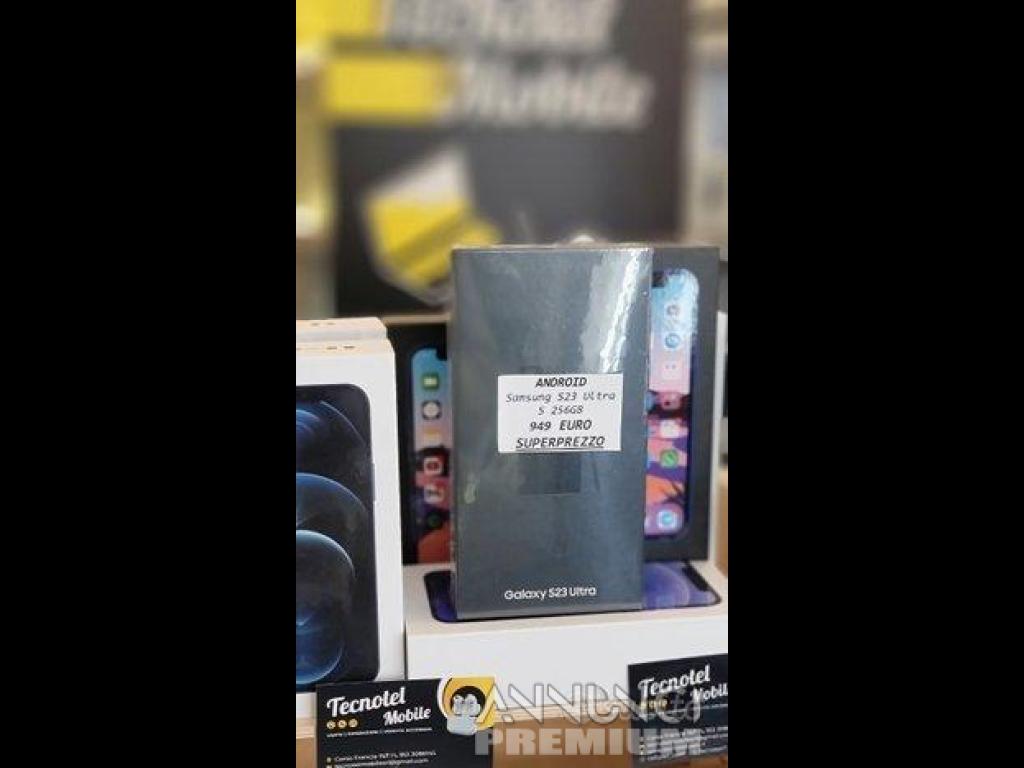 ANDROID
Samsung S23 Ultra
5 256GB
949 EURO
SUPERPREZZO
Galaxy S23 Ultra
Tecnotel
Mobile
Tecnotel
Mobile
ANNUNCI
PREMIUM